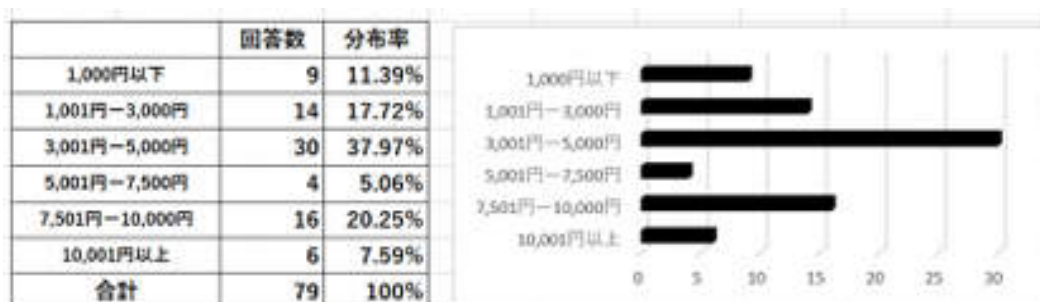 回答数 分布率
1,000円以下 9 11.39%
1,001円ー3,000円 14 17.72%
3,001円ー5,000円 30 37.97%
5,001円ー7,500円 4 5.06%
7,501円ー10,000円 16 20.25%
10,001円以上 6 7.59%
合計 79 100%
1,000円以下
1,001円ー3,000円
3,001円ー5,000円
5,001円ー7,500円
7,501円ー10,000円
10,001円以上
0 5 10 15 20 25 30